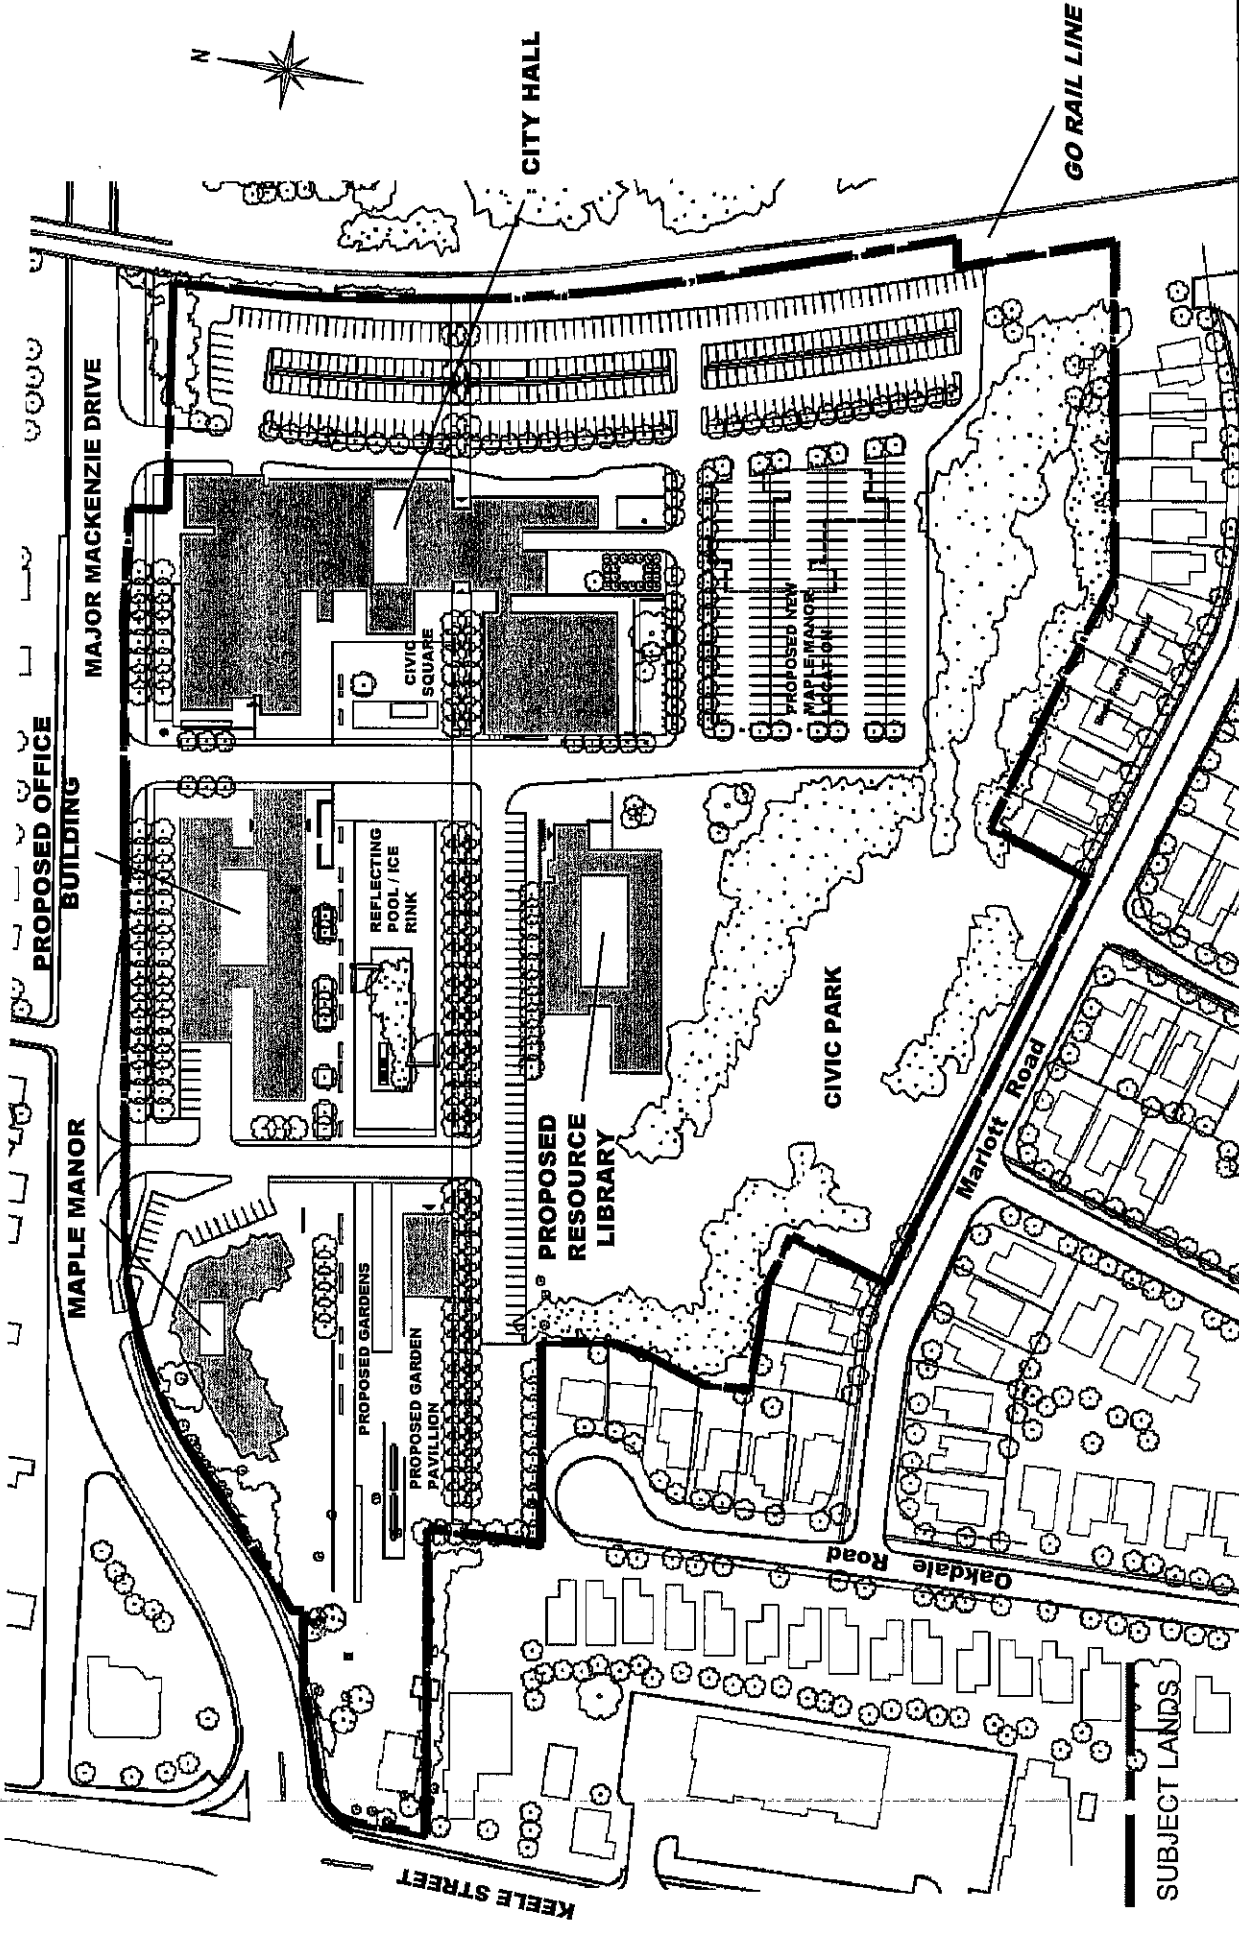 N
CITY HALL
GO RAIL LINE
MAJOR MACKENZIE DRIVE
PROPOSED OFFICE
BUILDING
MAPLE MANOR
CIVIC
SQUARE
PROPOSED NEW
MAPLE MANOR
LOCATION
REFLECTING
POOL / ICE
RINK
PROPOSED
RESOURCE
LIBRARY
CIVIC PARK
PROPOSED GARDENS
PROPOSED GARDEN
PAVILLION
Marlott Road
Oakdale Road
KEELE STREET
SUBJECT LANDS